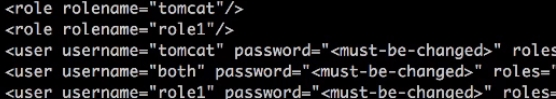 <role rolename="tomcat"/>
<role rolename="role1"/>
<user username="tomcat" password="<must-be-changed>" roles
<user username="both" password="<must-be-changed>" roles="
<user username="role1" password="<must-be-changed>" roles=